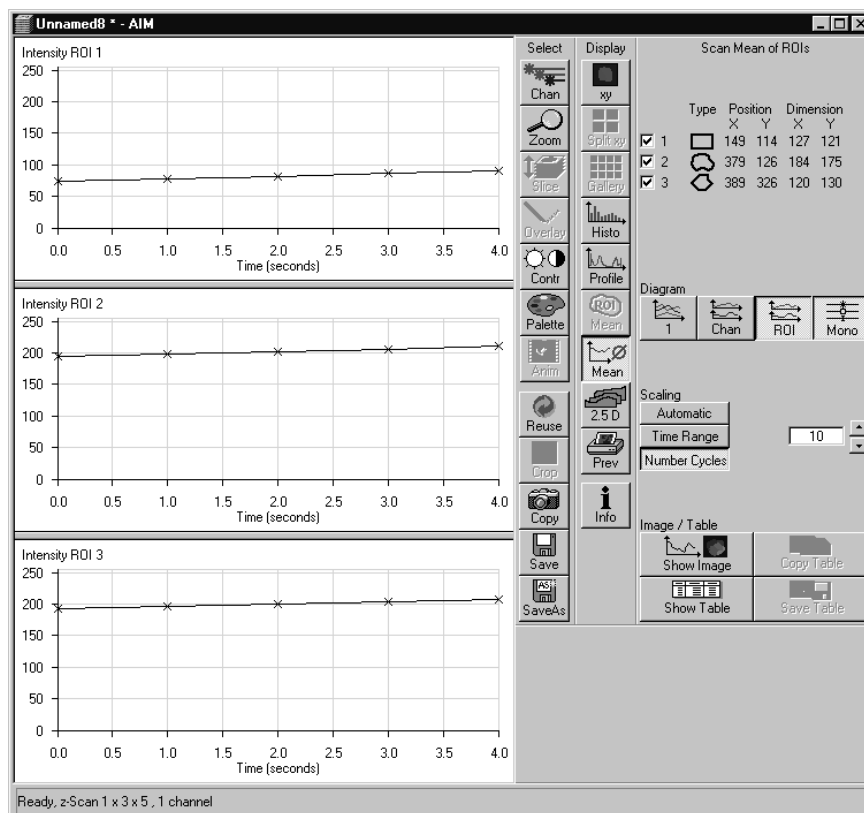 Unnamed8 * - AIM
Intensity ROI 1
250
200
150
100
50
0
0.0 0.5 1.0 1.5 2.0 2.5 3.0 3.5 4.0
Time (seconds)
Intensity ROI 2
250
200
150
100
50
0
0.0 0.5 1.0 1.5 2.0 2.5 3.0 3.5 4.0
Time (seconds)
Intensity ROI 3
250
200
150
100
50
0
0.0 0.5 1.0 1.5 2.0 2.5 3.0 3.5 4.0
Time (seconds)
Select
Chan
Zoom
Slice
Overlay
Contr
Palette
Anim
Reuse
Crop
Copy
Save
AS
SaveAs
Display
xy
Split xy
Gallery
Histo
Profile
ROI
Mean
Mean
2.5 D
Prev
Info
Scan Mean of ROIs
Type Position Dimension
X Y X Y
1 149 114 127 121
2 379 126 184 175
3 389 326 120 130
Diagram
1 Chan ROI Mono
Scaling
Automatic
Time Range 10
Number Cycles
Image / Table
Show Image Copy Table
Show Table Save Table
Ready, z-Scan 1 x 3 x 5 , 1 channel